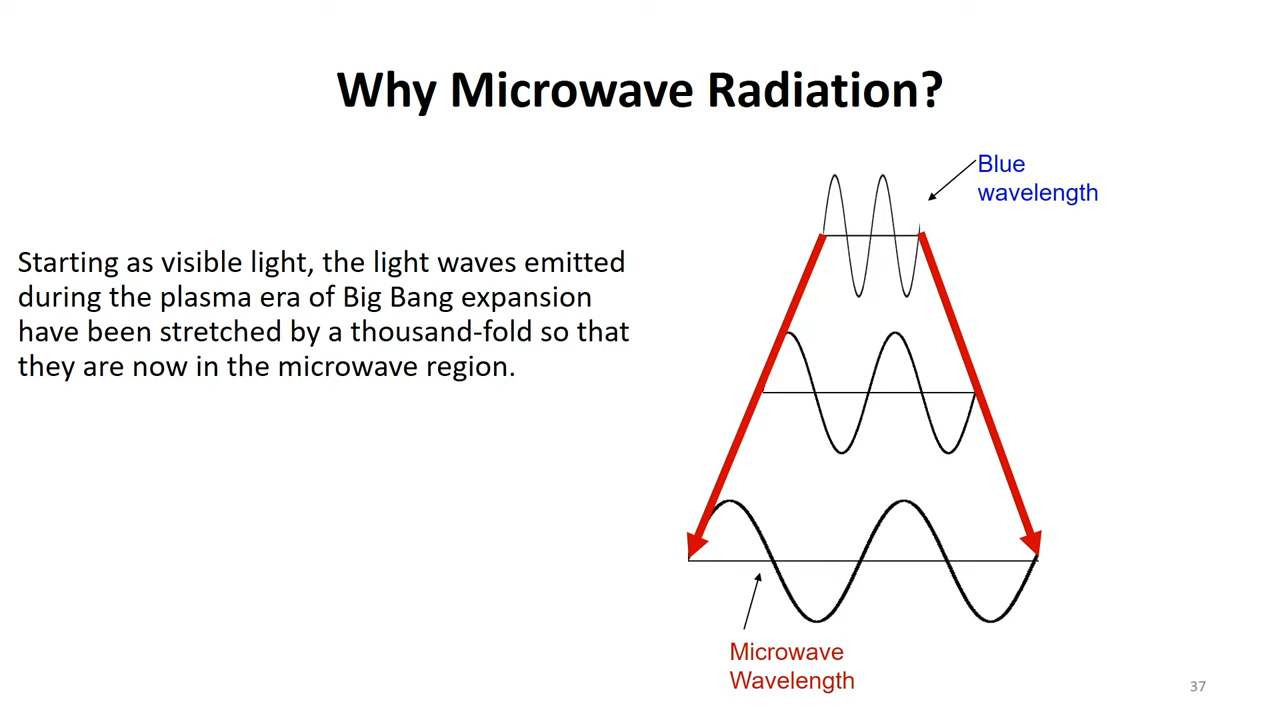 Why Microwave Radiation?
Blue
wavelength
Starting as visible light, the light waves emitted
during the plasma era of Big Bang expansion
have been stretched by a thousand-fold so that
they are now in the microwave region.
Microwave
Wavelength
37